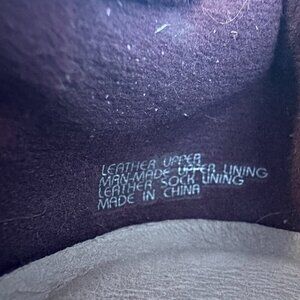 LEATHER UPPER
MAN-MADE UPPER LINING
LEATHER SOCK LINING
MADE IN CHINA